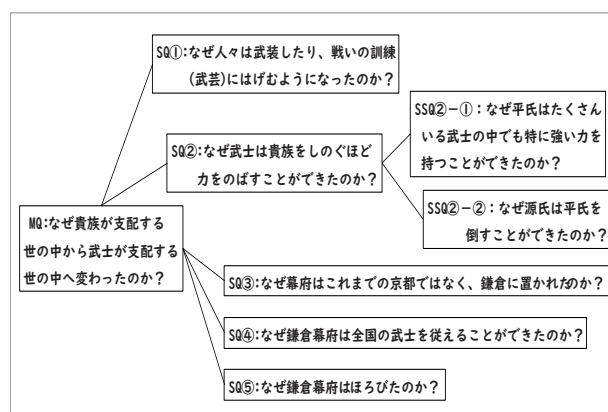 SQ①:なぜ人々は武装したり、戦いの訓練
(武芸)にはげむようになったのか？
SSQ②－①：なぜ平氏はたくさん
いる武士の中でも特に強い力を
持つことができたのか？
SQ②:なぜ武士は貴族をしのぐほど
力をのばすことができたのか？
SSQ②－②：なぜ源氏は平氏を
倒すことができたのか？
MQ:なぜ貴族が支配する
世の中から武士が支配する
世の中へ変わったのか？
SQ③:なぜ幕府はこれまでの京都ではなく、鎌倉に置かれたのか？
SQ④:なぜ鎌倉幕府は全国の武士を従えることができたのか？
SQ⑤:なぜ鎌倉幕府はほろびたのか？